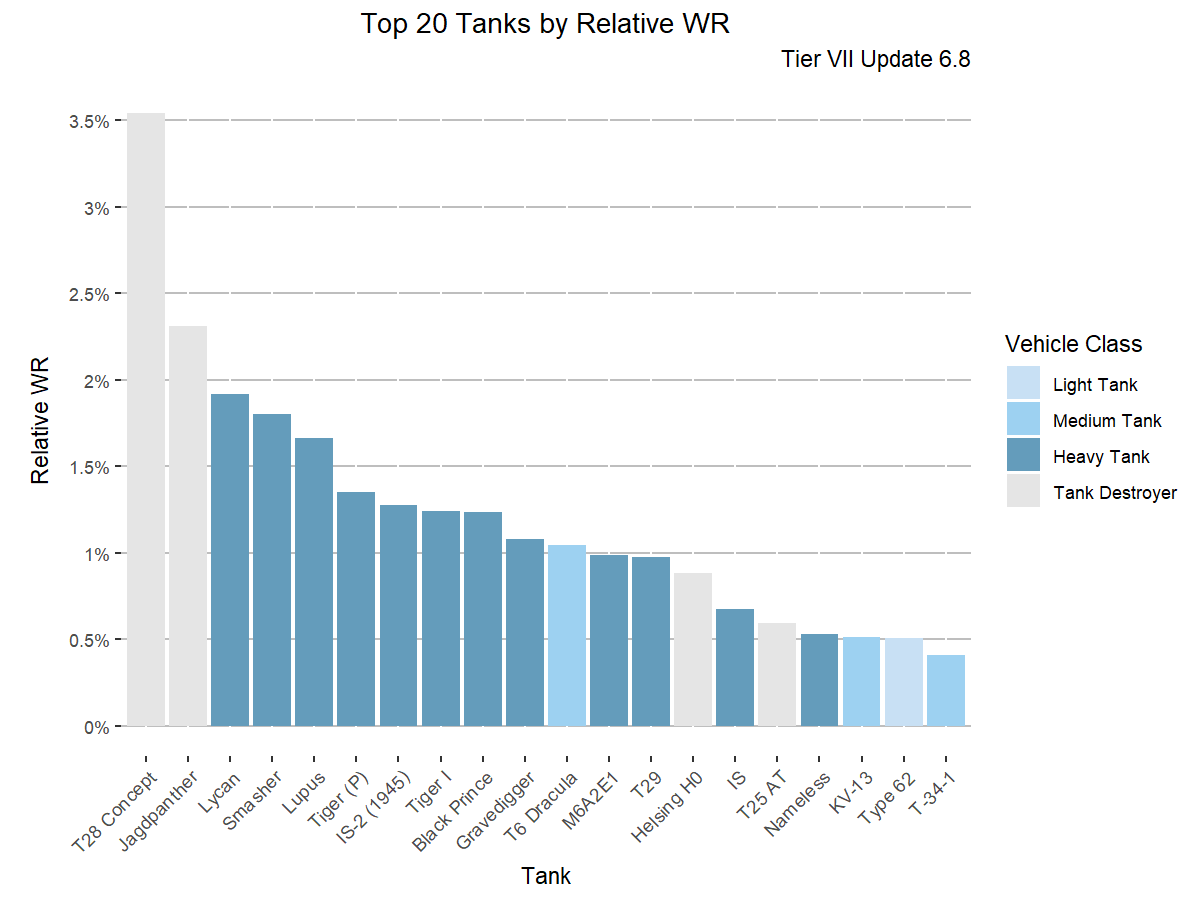 Top 20 Tanks by Relative WR
Tier VII Update 6.8
3.5%
3%
2.5%
2%
1.5%
1%
0.5%
0%
Relative WR
T28 Concept
Jagdpanther
Lycan
Smasher
Lupus
Tiger (P)
IS-2 (1945)
Tiger I
Black Prince
Gravedigger
T6 Dracula
M6A2E1
T29
Helsing H0
IS
T25 AT
Nameless
KV-13
Type 62
T-34-1
Tank
Vehicle Class
Light Tank
Medium Tank
Heavy Tank
Tank Destroyer